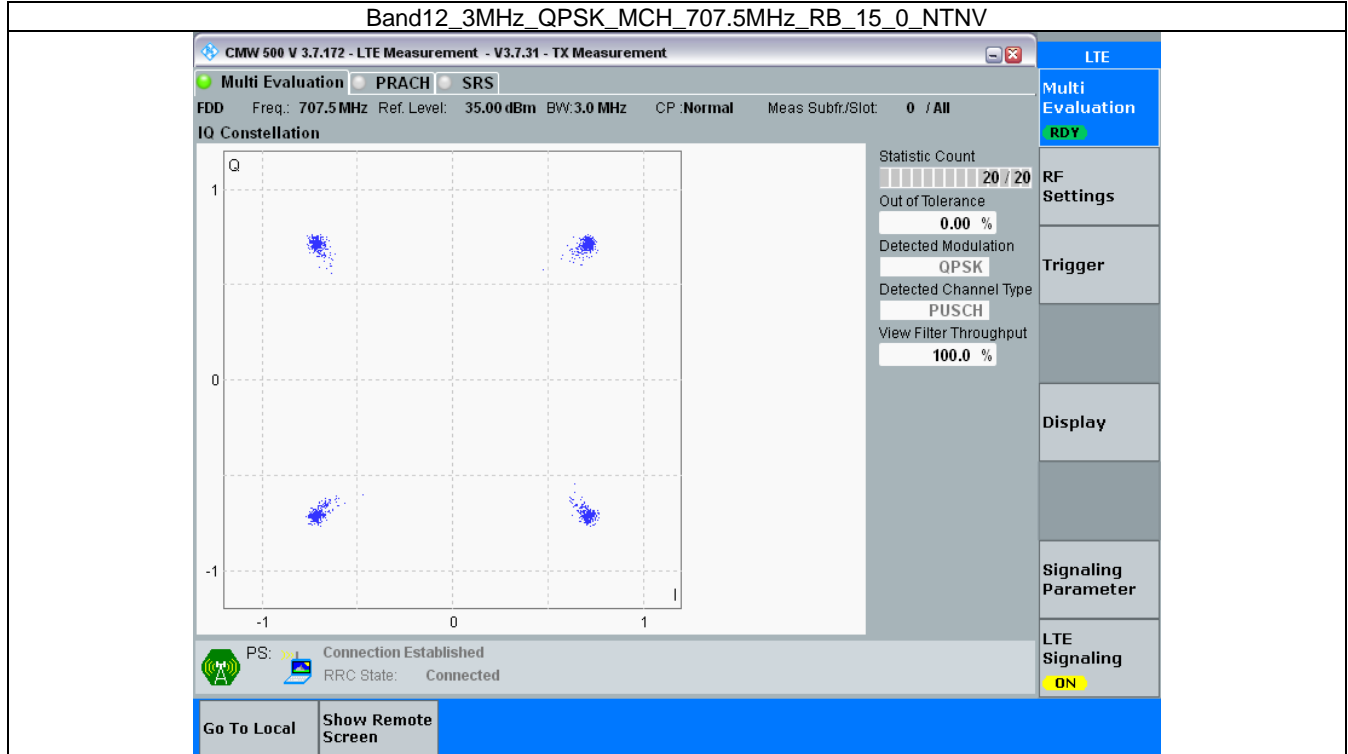 Band12_3MHz_QPSK_MCH_707.5MHz_RB_15_0_NTNV
CMW 500 V 3.7.172 - LTE Measurement - V3.7.31 - TX Measurement
LTE
Multi Evaluation PRACH SRS
FDD Freq.: 707.5 MHz Ref. Level: 35.00 dBm BW:3.0 MHz CP :Normal Meas Subfr./Slot: 0 / All
IQ Constellation
Q
1
0
-1
I
-1 0 1
Statistic Count
20 / 20
Out of Tolerance
0.00 %
Detected Modulation
QPSK
Detected Channel Type
PUSCH
View Filter Throughput
100.0 %
Multi
Evaluation
RDY
RF
Settings
Trigger
Display
Signaling
Parameter
LTE
Signaling
ON
PS: Connection Established
RRC State: Connected
Go To Local
Show Remote
Screen